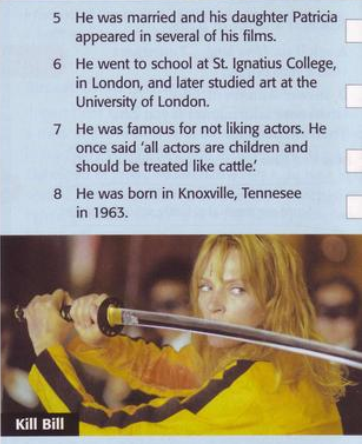 5 He was married and his daughter Patricia
appeared in several of his films.
6 He went to school at St. Ignatius College,
in London, and later studied art at the
University of London.
7 He was famous for not liking actors. He
once said ‘all actors are children and
should be treated like cattle.’
8 He was born in Knoxville, Tennesee
in 1963.
Kill Bill